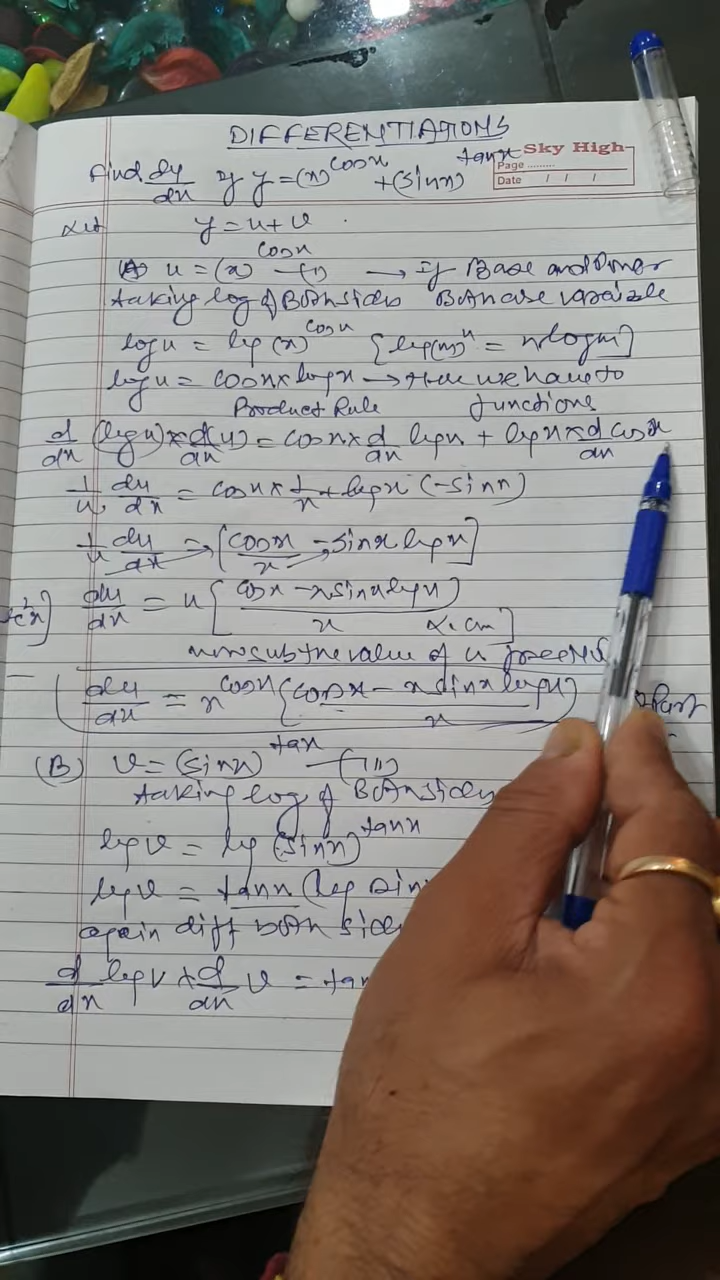 DIFFERENTIATIONS
Sky High
Page ........
Date / / /
Find dy/dx if y = (x)^cosx + (sinx)^tanx
Let y = u + v
(A) u = (x)^cosx —(i) → If Base and Power
taking log of Both sides Both are variable
log u = log (x)^cosx {log(m)^n = n log m}
log u = cosx × log x → Here we have to
Product Rule functions
d/dx (log u) × d/dx (u) = cosx × d/dx log x + log x × d/dx cosx
1/u du/dx = cosx × 1/x + log x (-sinx)
1/u du/dx = [cosx/x - sinx log x]
du/dx = u [(cosx - x sinx log x)/x]
now sub the value of u from
du/dx = x^cosx {(cosx - x sinx log x)/x}
Part
(B) v = (sinx)^tanx —(ii)
taking log of Both sides
log v = log (sinx)^tanx
log v = tanx (log sin
again diff both side
d/dx log v × d/dx v = tan